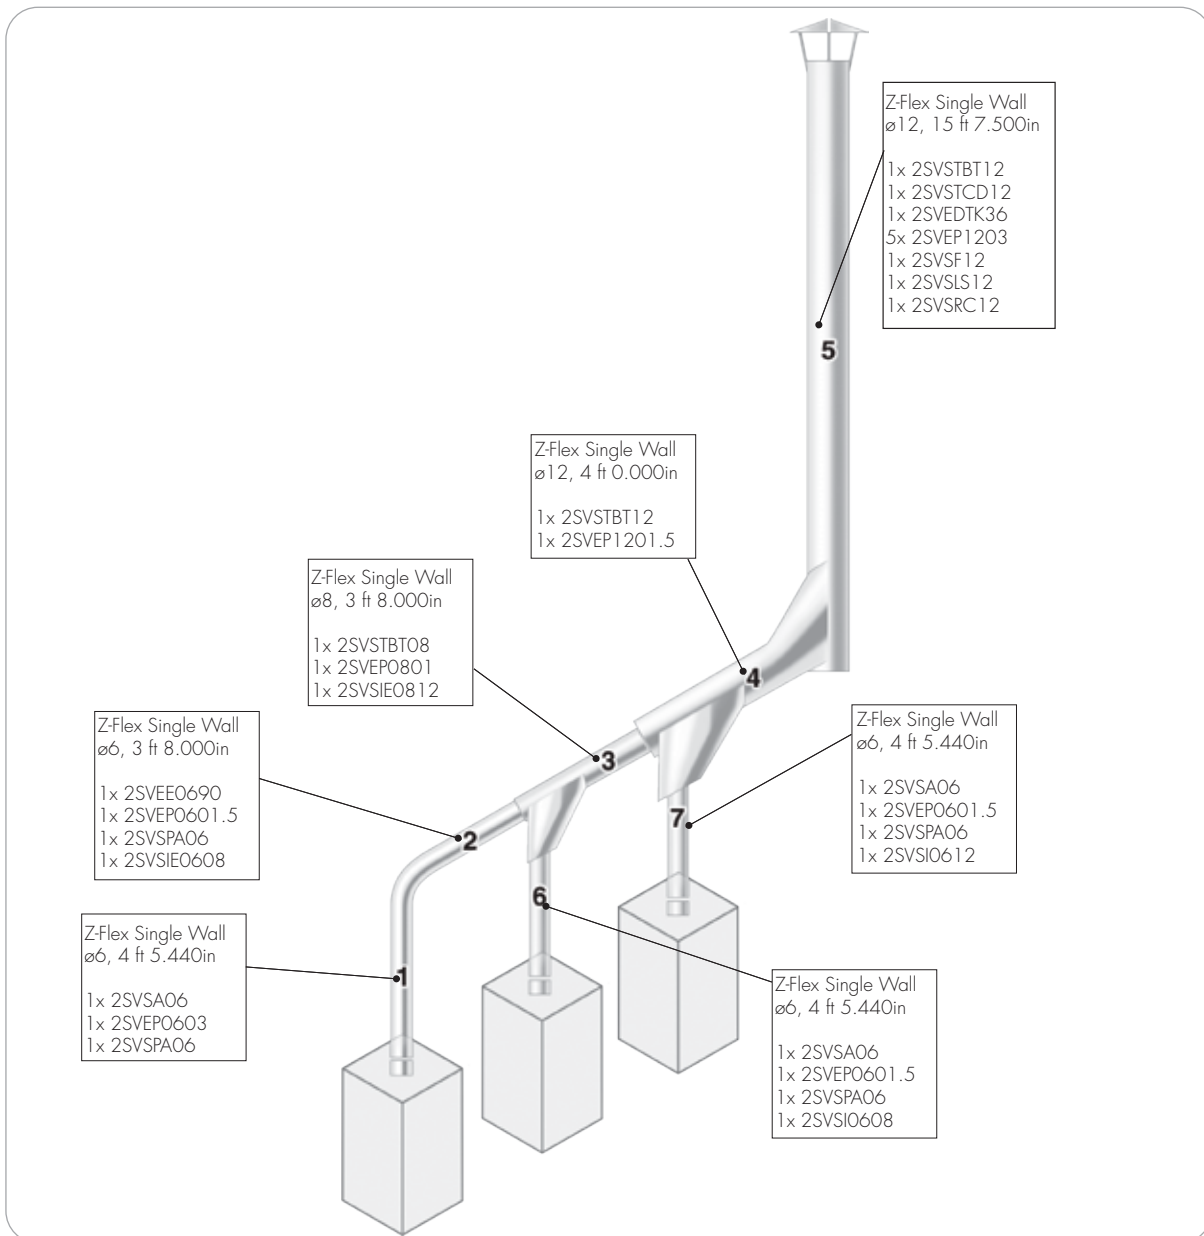 Z-Flex Single Wall
ø12, 15 ft 7.500in
1x 2SVSTBT12
1x 2SVSTCD12
1x 2SVEDTK36
5x 2SVEP1203
1x 2SVSF12
1x 2SVSLS12
1x 2SVSRC12
5
Z-Flex Single Wall
ø12, 4 ft 0.000in
1x 2SVSTBT12
1x 2SVEP1201.5
4
Z-Flex Single Wall
ø8, 3 ft 8.000in
1x 2SVSTBT08
1x 2SVEP0801
1x 2SVSIE0812
3
Z-Flex Single Wall
ø6, 3 ft 8.000in
1x 2SVEE0690
1x 2SVEP0601.5
1x 2SVSPA06
1x 2SVSIE0608
2
Z-Flex Single Wall
ø6, 4 ft 5.440in
1x 2SVSA06
1x 2SVEP0601.5
1x 2SVSPA06
1x 2SVSI0612
7
6
Z-Flex Single Wall
ø6, 4 ft 5.440in
1x 2SVSA06
1x 2SVEP0603
1x 2SVSPA06
1
Z-Flex Single Wall
ø6, 4 ft 5.440in
1x 2SVSA06
1x 2SVEP0601.5
1x 2SVSPA06
1x 2SVSI0608